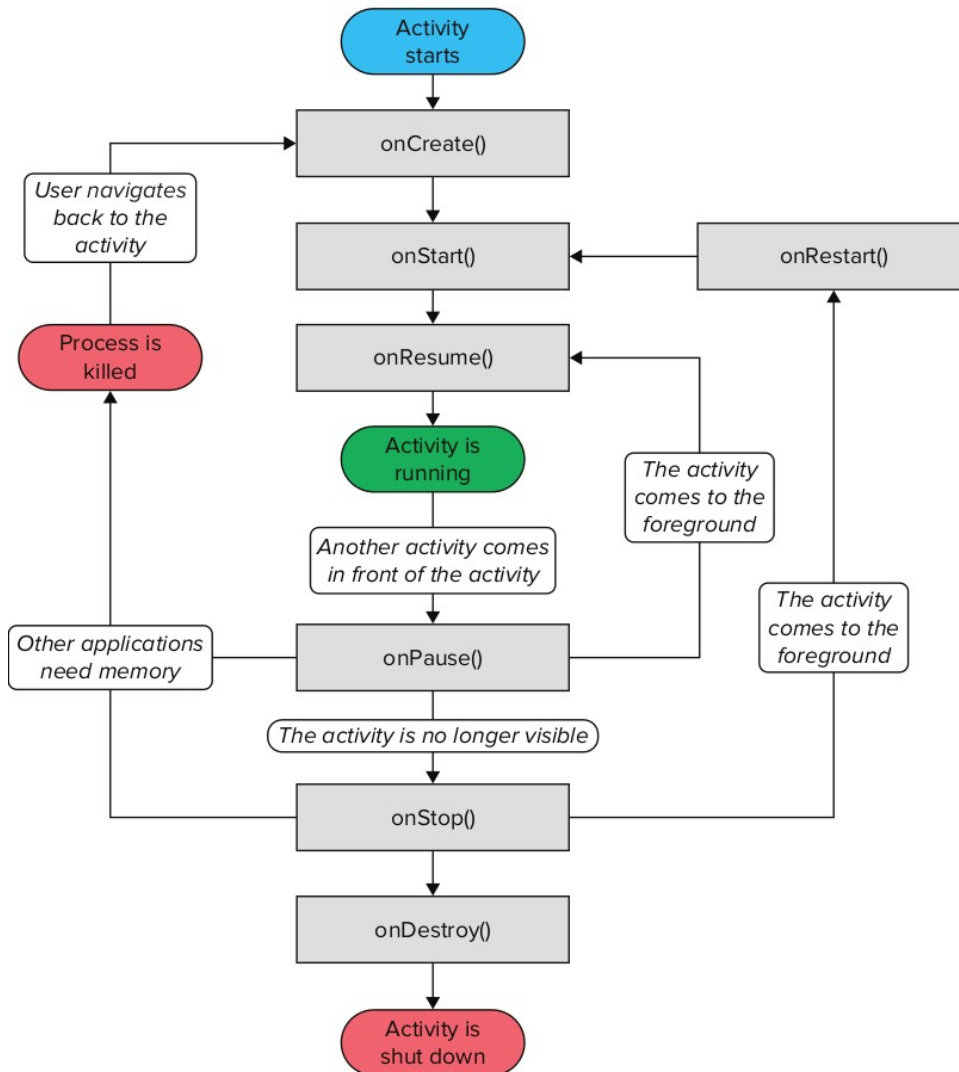 Activity
starts
onCreate()
User navigates
back to the
activity
onStart()
onRestart()
Process is
killed
onResume()
Activity is
running
The activity
comes to the
foreground
Another activity comes
in front of the activity
The activity
comes to the
foreground
Other applications
need memory
onPause()
The activity is no longer visible
onStop()
onDestroy()
Activity is
shut down